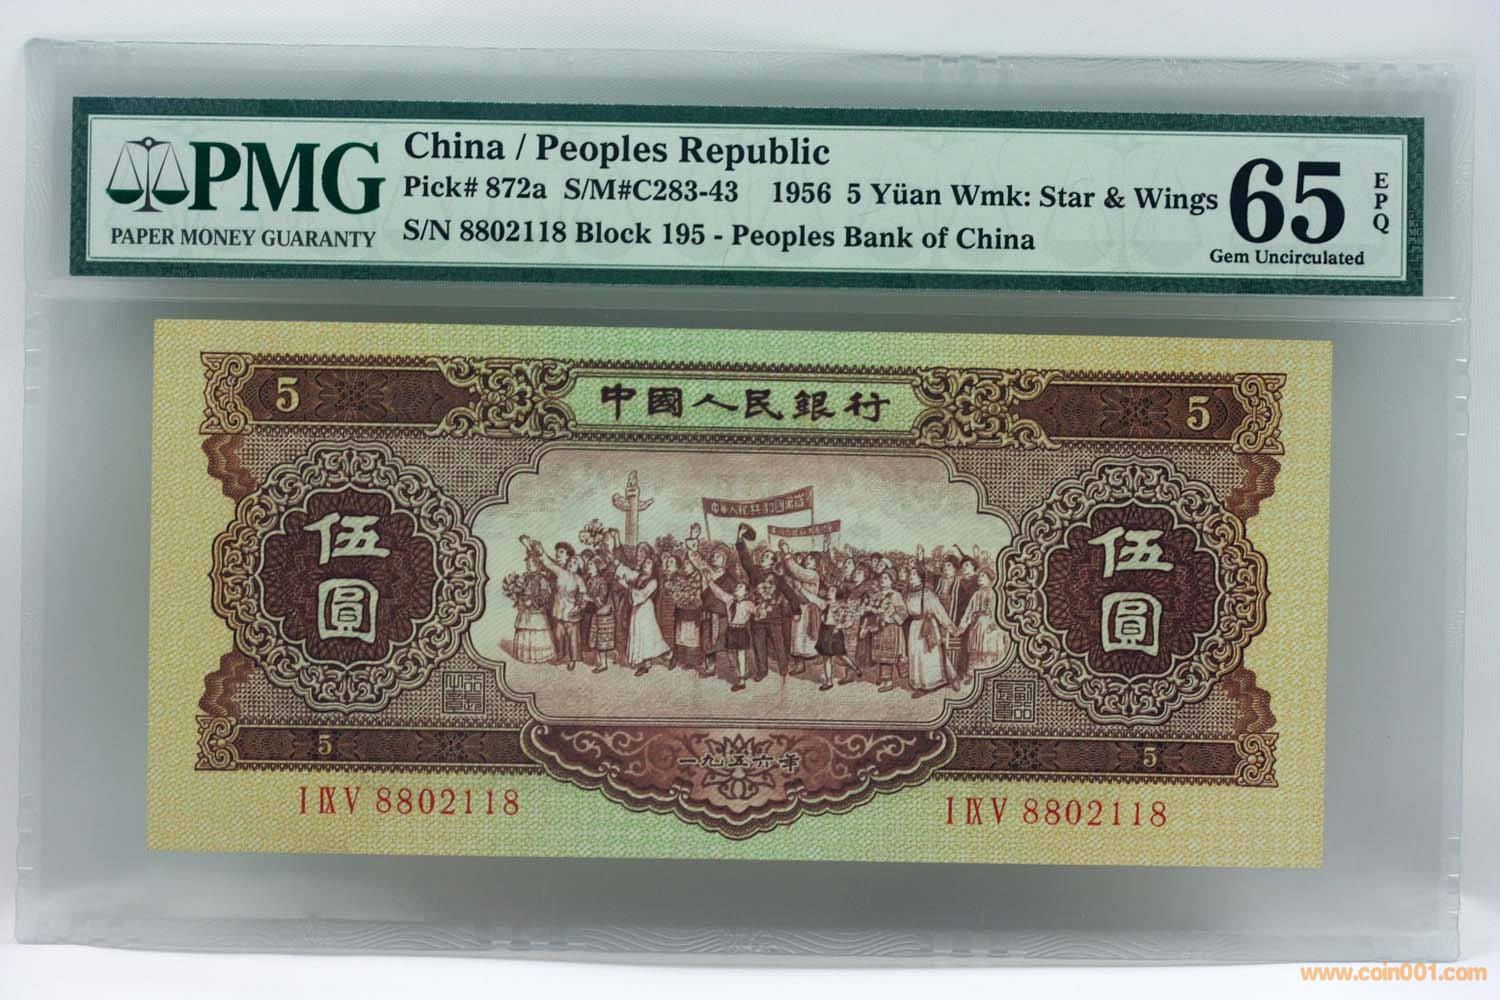 PMG
PAPER MONEY GUARANTY
China / Peoples Republic
Pick# 872a S/M#C283-43 1956 5 Yüan Wmk: Star & Wings
S/N 8802118 Block 195 - Peoples Bank of China
65
EPQ
Gem Uncirculated
5 中國人民銀行 5
伍圓
伍圓
5 一九五六年 5
I IX V 8802118
I IX V 8802118
www.coin001.com